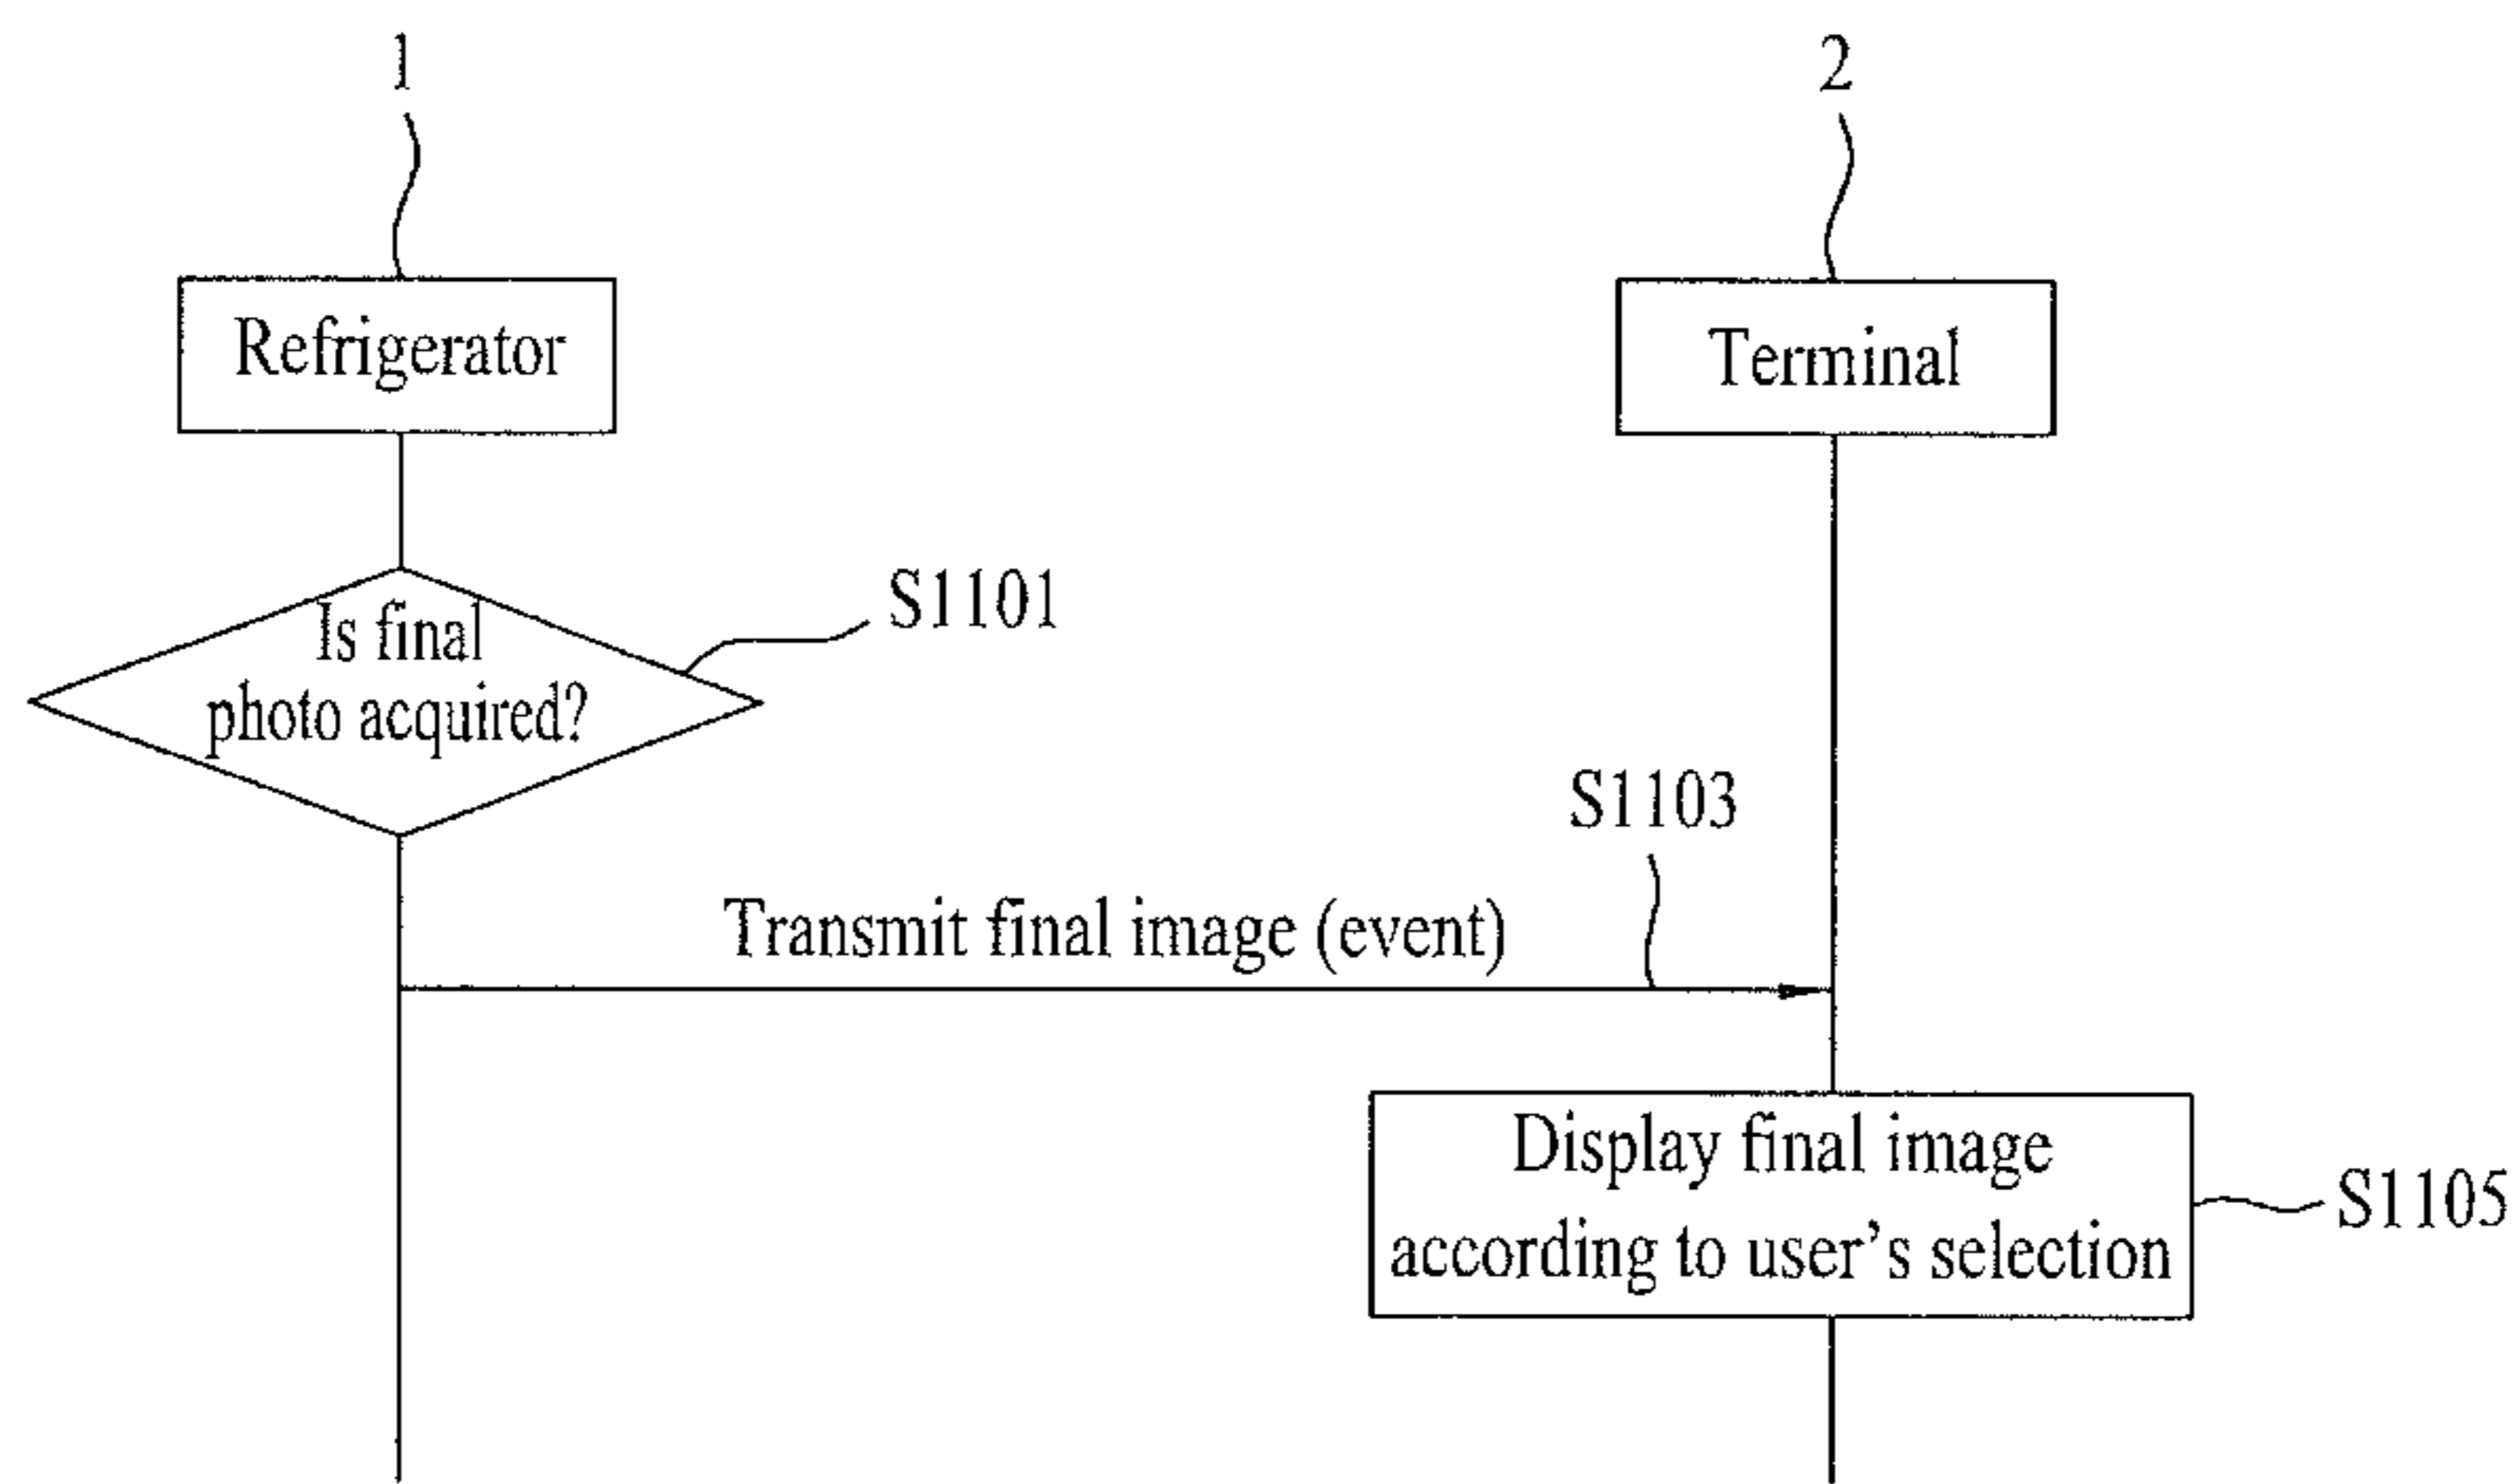 1
2
Refrigerator
Terminal
Is final
photo acquired?
S1101
S1103
Transmit final image (event)
Display final image
according to user’s selection
S1105